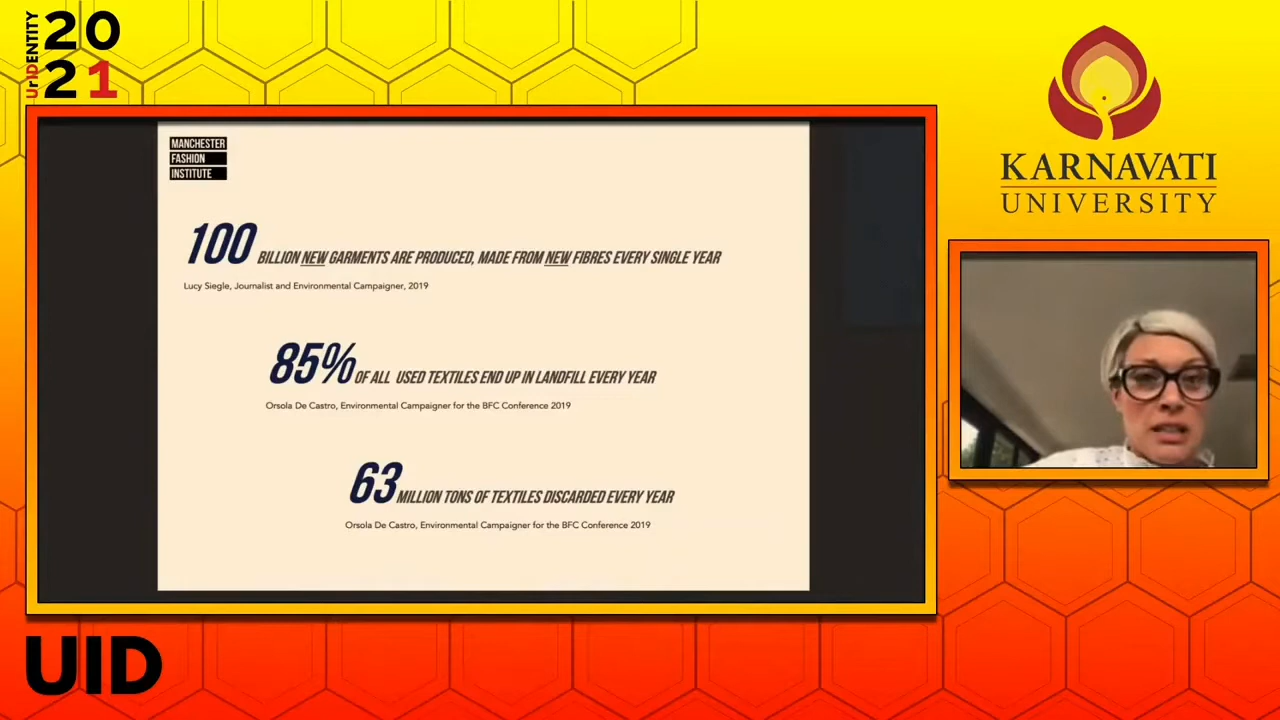 UrIDENTITY
20
21
KARNAVATI
UNIVERSITY
MANCHESTER
FASHION
INSTITUTE
100 BILLION NEW GARMENTS ARE PRODUCED, MADE FROM NEW FIBRES EVERY SINGLE YEAR
Lucy Siegle, Journalist and Environmental Campaigner, 2019
85% OF ALL USED TEXTILES END UP IN LANDFILL EVERY YEAR
Orsola De Castro, Environmental Campaigner for the BFC Conference 2019
63 MILLION TONS OF TEXTILES DISCARDED EVERY YEAR
Orsola De Castro, Environmental Campaigner for the BFC Conference 2019
UID